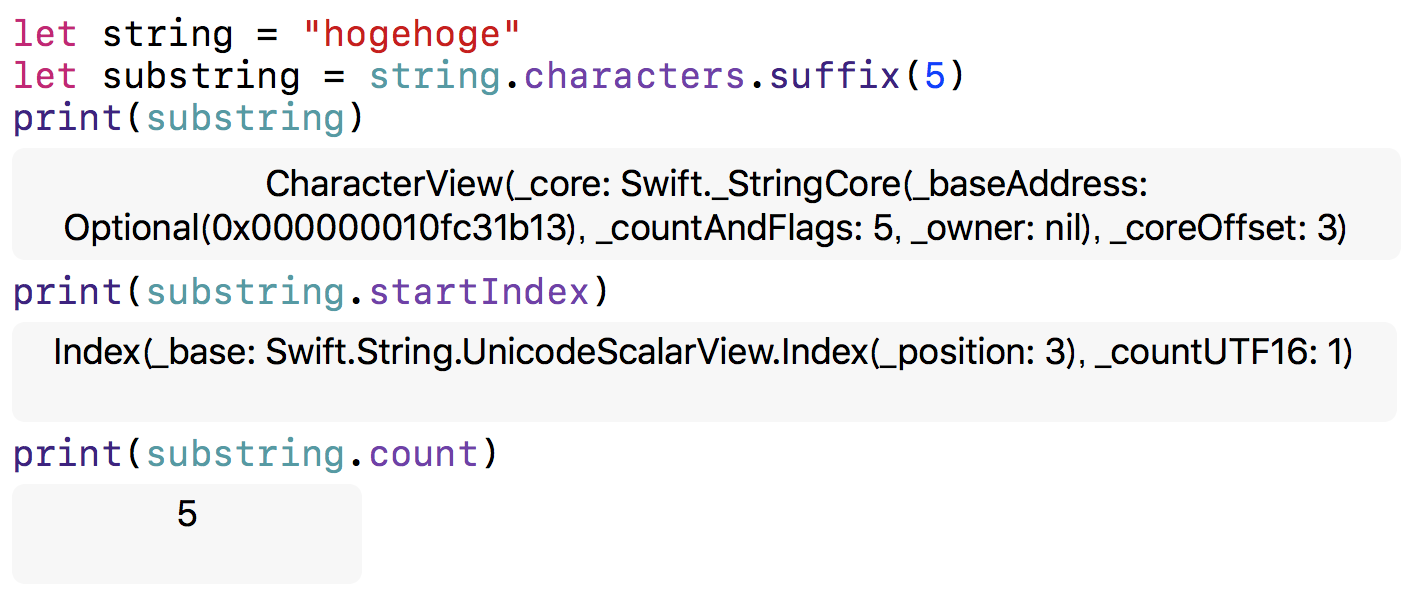 let string = "hogehoge"
let substring = string.characters.suffix(5)
print(substring)
CharacterView(_core: Swift._StringCore(_baseAddress:
Optional(0x000000010fc31b13), _countAndFlags: 5, _owner: nil), _coreOffset: 3)
print(substring.startIndex)
Index(_base: Swift.String.UnicodeScalarView.Index(_position: 3), _countUTF16: 1)
print(substring.count)
5